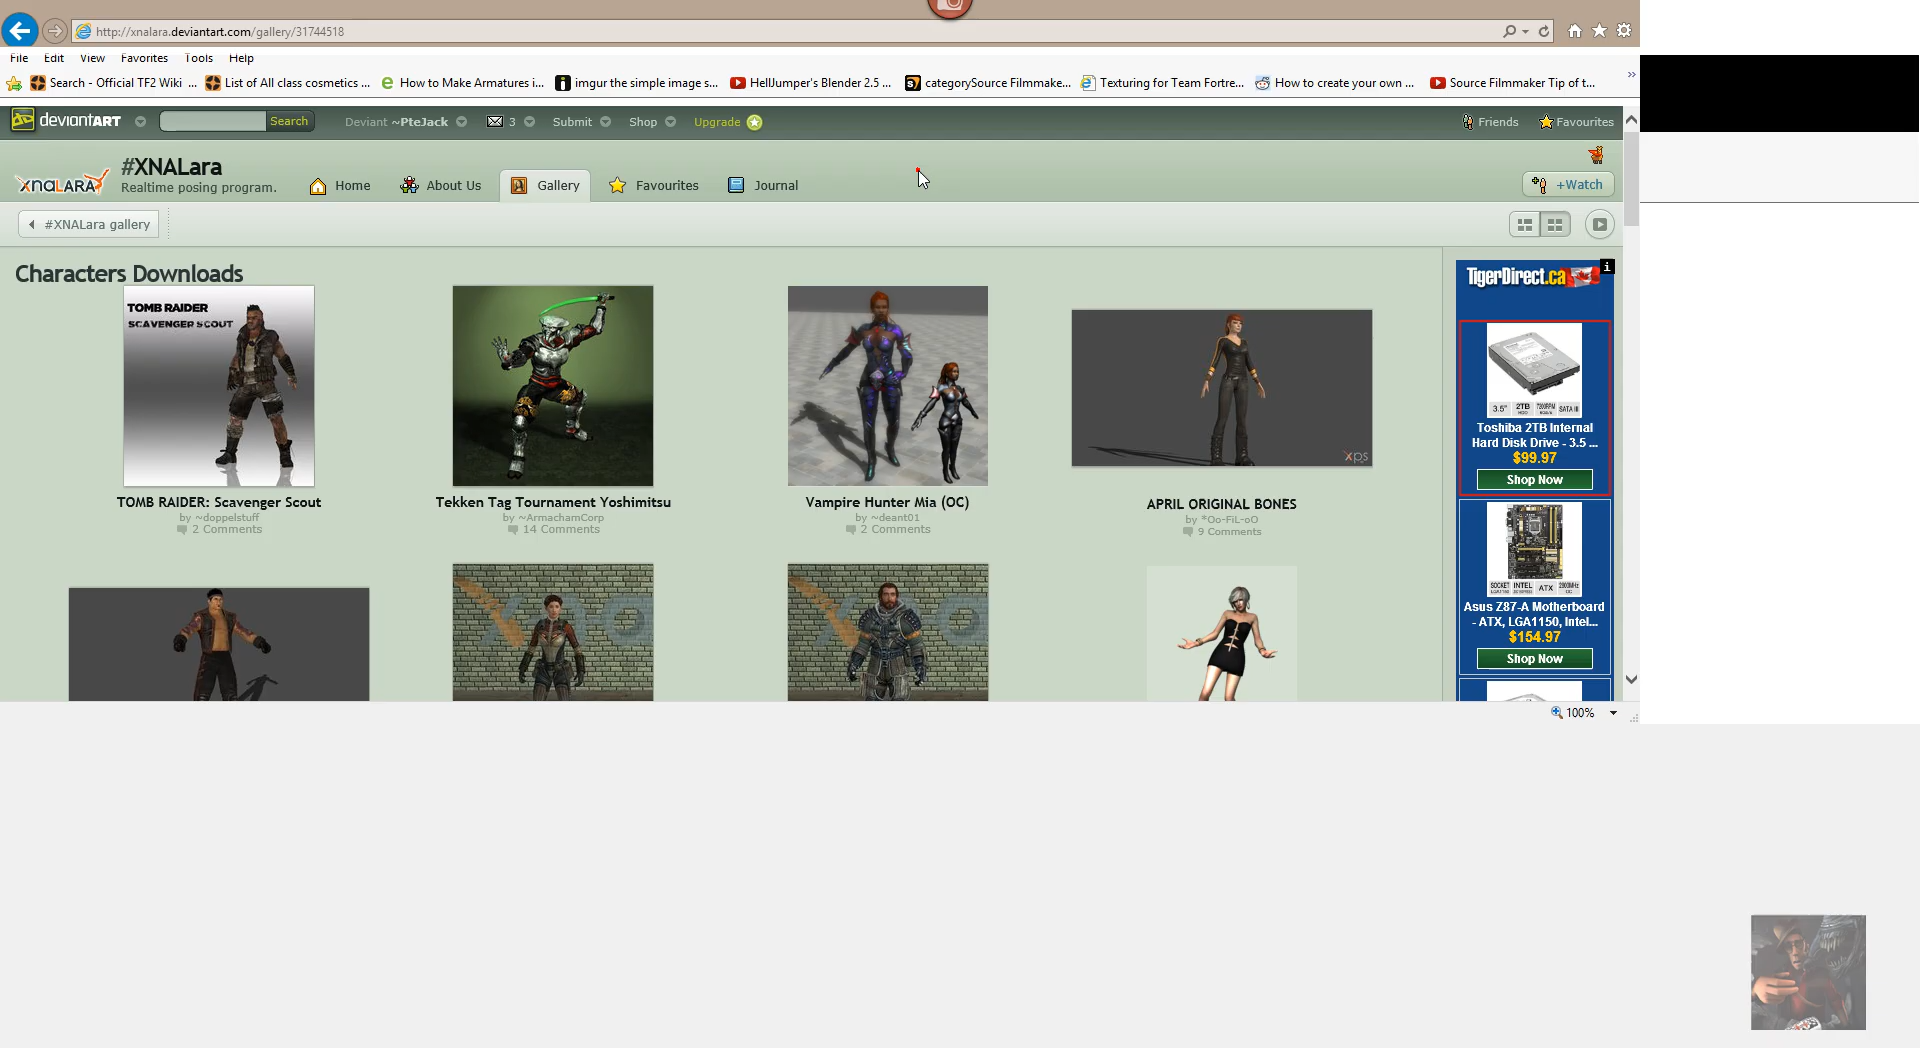 http://xnalara.deviantart.com/gallery/31744518
File Edit View Favorites Tools Help
Search - Official TF2 Wiki ... List of All class cosmetics ... How to Make Armatures i... imgur the simple image s... HellJumper's Blender 2.5 ... categorySource Filmmake... Texturing for Team Fortre... How to create your own ... Source Filmmaker Tip of t... »
deviantART Search Deviant ~PteJack 3 Submit Shop Upgrade Friends Favourites
xnaLARA #XNALara
Realtime posing program.
Home About Us Gallery Favourites Journal +Watch
#XNALara gallery
Characters Downloads
TOMB RAIDER
SCAVENGER SCOUT
xps
TOMB RAIDER: Scavenger Scout
by ~doppelstuff
2 Comments
Tekken Tag Tournament Yoshimitsu
by ~ArmachamCorp
14 Comments
Vampire Hunter Mia (OC)
by ~deant01
2 Comments
APRIL ORIGINAL BONES
by *Oo-FiL-oO
9 Comments
TigerDirect.ca
3.5" 2TB 7200RPM SATA III
Toshiba 2TB Internal
Hard Disk Drive - 3.5 ...
$99.97
Shop Now
SOCKET INTEL ATX
Asus Z87-A Motherboard
- ATX, LGA1150, Intel...
$154.97
Shop Now
100%